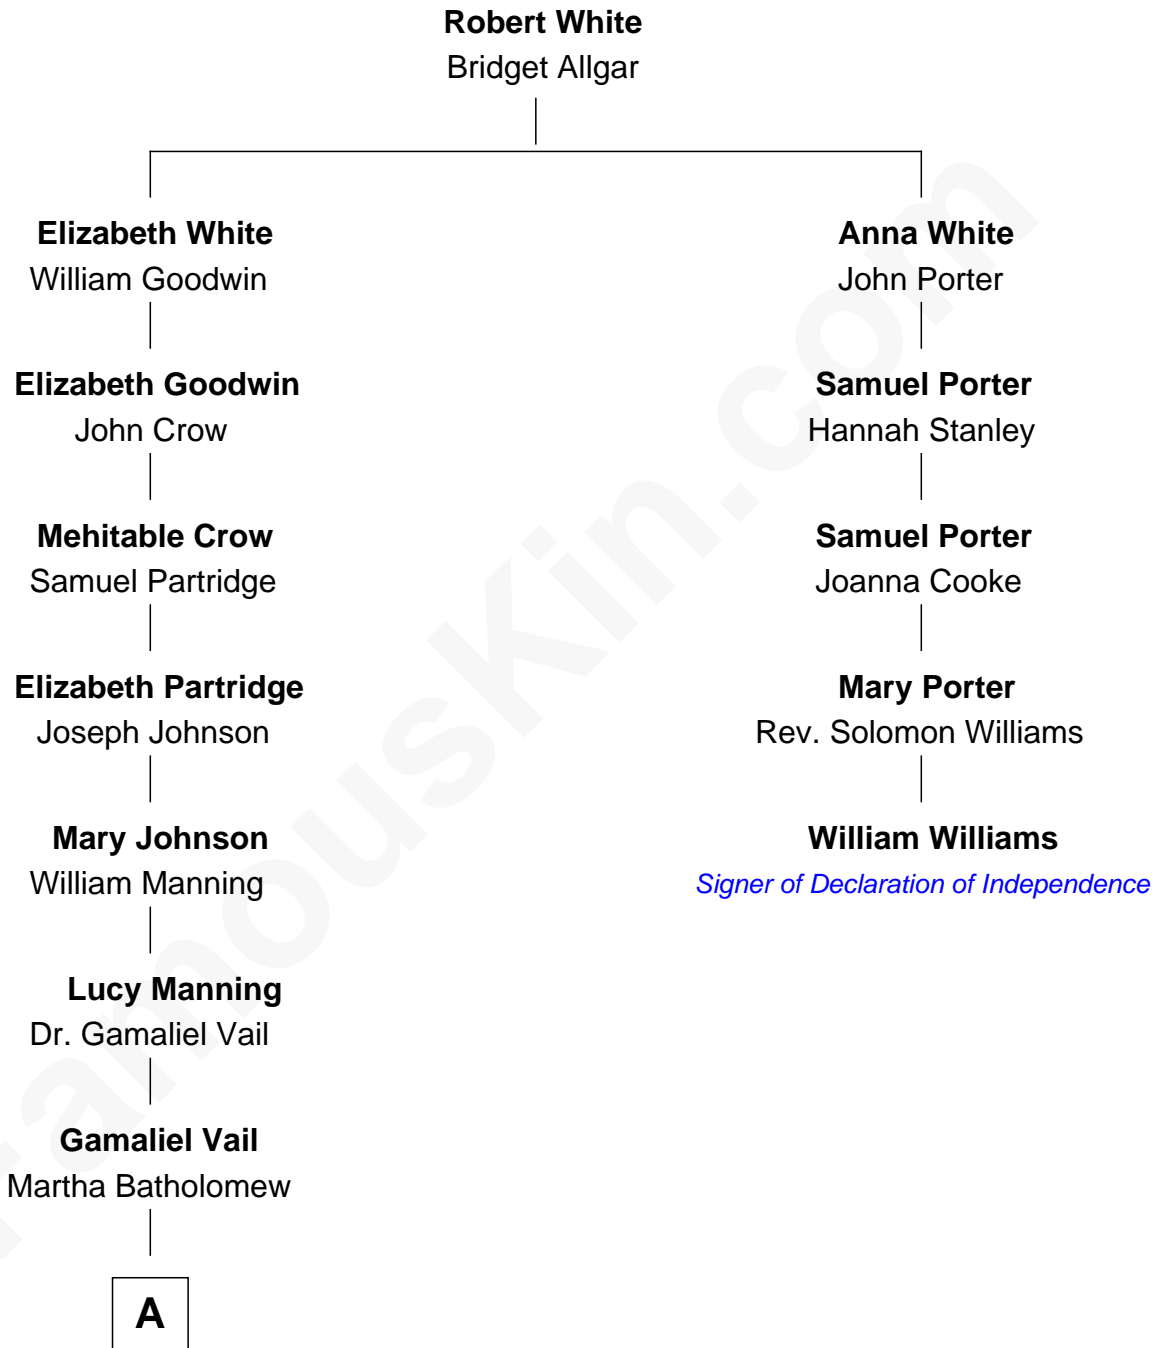 Robert White
Bridget Allgar
Elizabeth White
William Goodwin
Anna White
John Porter
Elizabeth Goodwin
John Crow
Samuel Porter
Hannah Stanley
Mehitable Crow
Samuel Partridge
Samuel Porter
Joanna Cooke
Elizabeth Partridge
Joseph Johnson
Mary Porter
Rev. Solomon Williams
Mary Johnson
William Manning
William Williams
Signer of Declaration of Independence
Lucy Manning
Dr. Gamaliel Vail
Gamaliel Vail
Martha Batholomew
A
FamousKin.com